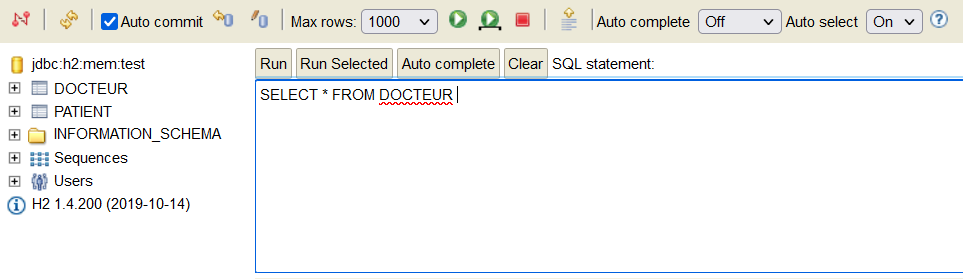 Auto commit Max rows: 1000 Auto complete Off Auto select On
jdbc:h2:mem:test
DOCTEUR
PATIENT
INFORMATION_SCHEMA
Sequences
Users
H2 1.4.200 (2019-10-14)
Run Run Selected Auto complete Clear SQL statement:
SELECT * FROM DOCTEUR